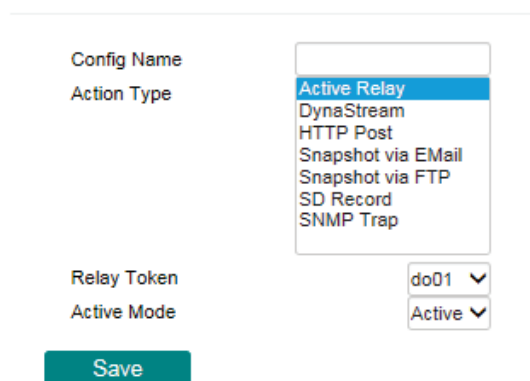 Config Name
Action Type
Active Relay
DynaStream
HTTP Post
Snapshot via EMail
Snapshot via FTP
SD Record
SNMP Trap
Relay Token do01
Active Mode Active
Save